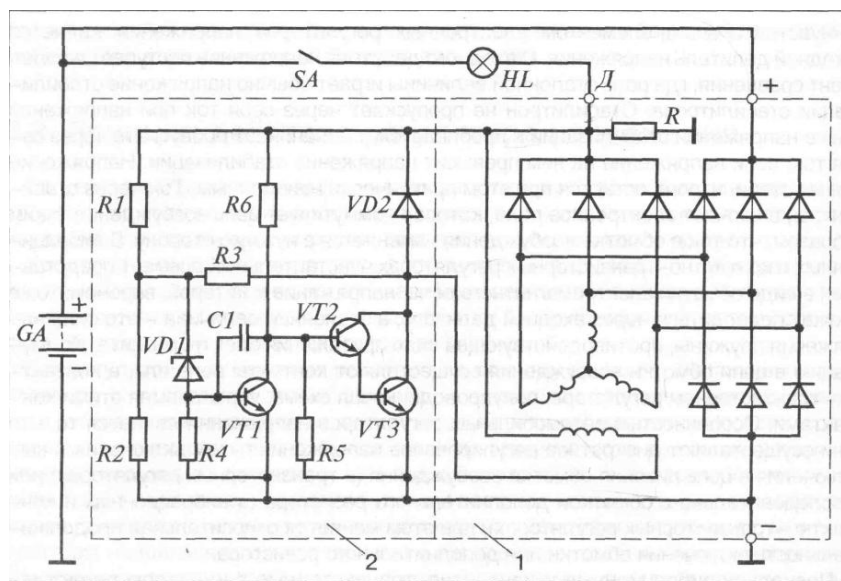 SA
HL
Д
+
R
R1
R6
VD2
R3
+
GA
-
C1
VT2
VD1
VT1
VT3
R2
R4
R5
-
2
1